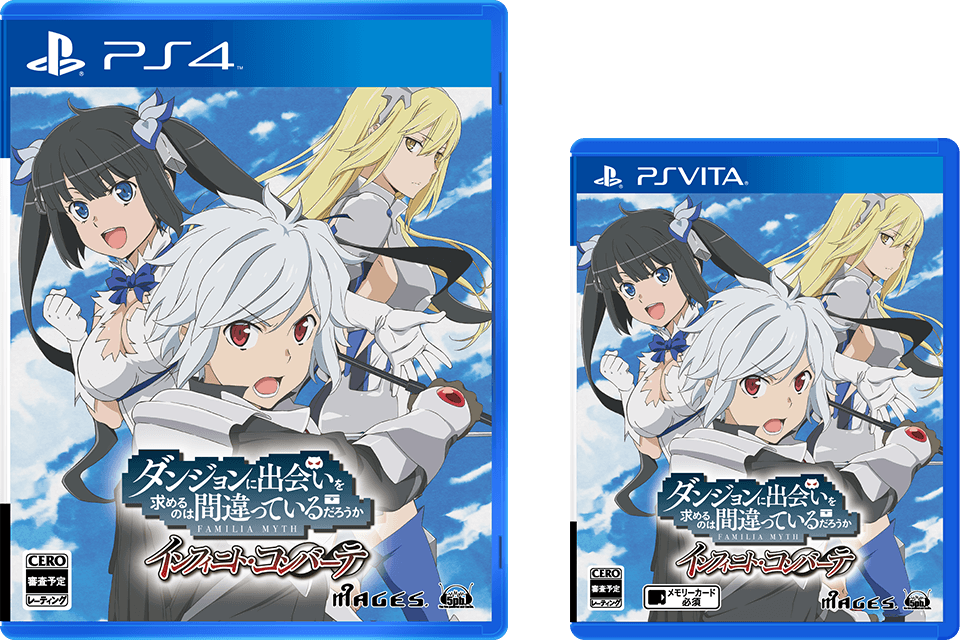 PS4
ダンジョンに出会いを
求めるのは間違っているだろうか
FAMILIA MYTH
インフィニト・コンバーテ
CERO
審査予定
レーティング
MAGES.
5pb.
PSVITA
ダンジョンに出会いを
求めるのは間違っているだろうか
FAMILIA MYTH
インフィニト・コンバーテ
CERO
審査予定
レーティング
メモリーカード
必須
MAGES.
5pb.